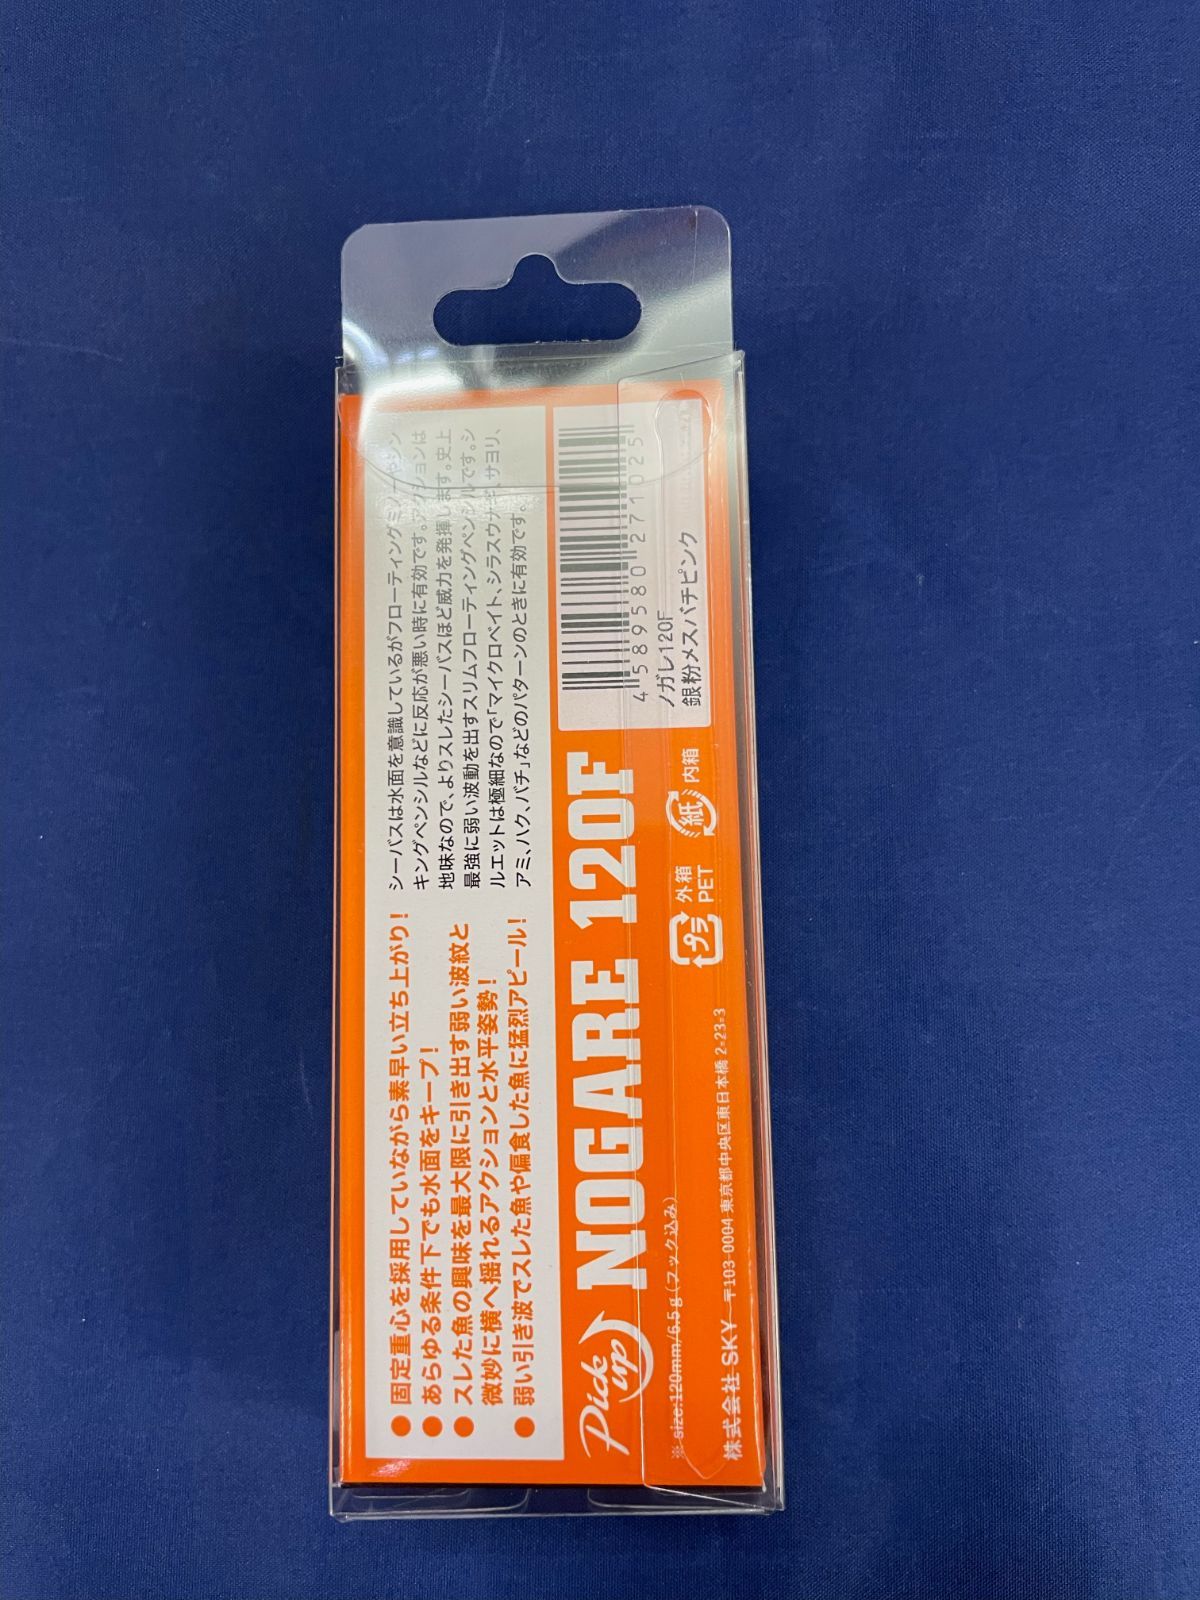 ● 固定重心を採用していながら素早い立ち上がり！
● あらゆる条件下でも水面をキープ！
● スレた魚の興味を最大限に引き出す弱い波紋と
微妙に横へ揺れるアクションと水平姿勢！
● 弱い引き波でスレた魚や偏食した魚に猛烈アピール！
シーバスは水面を意識しているがフローティングミノーやシン
キングペンシルなどに反応が悪い時に有効です。アクションは
地味なので、よりスレたシーバスほど威力を発揮します。史上
最強に弱い波動を出すスリムフローティングペンシルです。シ
ルエットは極細なので「マイクロベイト、シラスウナギ、サヨリ、
アミ、ハク、バチ」などのパターンのときに有効です。
Pick up
NOGARE 120F
4 589580 271025
ノガレ120F
銀粉メスバチピンク
※ size:120mm/6.5g（フック込み）
プラ 外箱 PET
紙 内箱
株式会社 SKY 〒103-0004 東京都中央区東日本橋 2-23-3